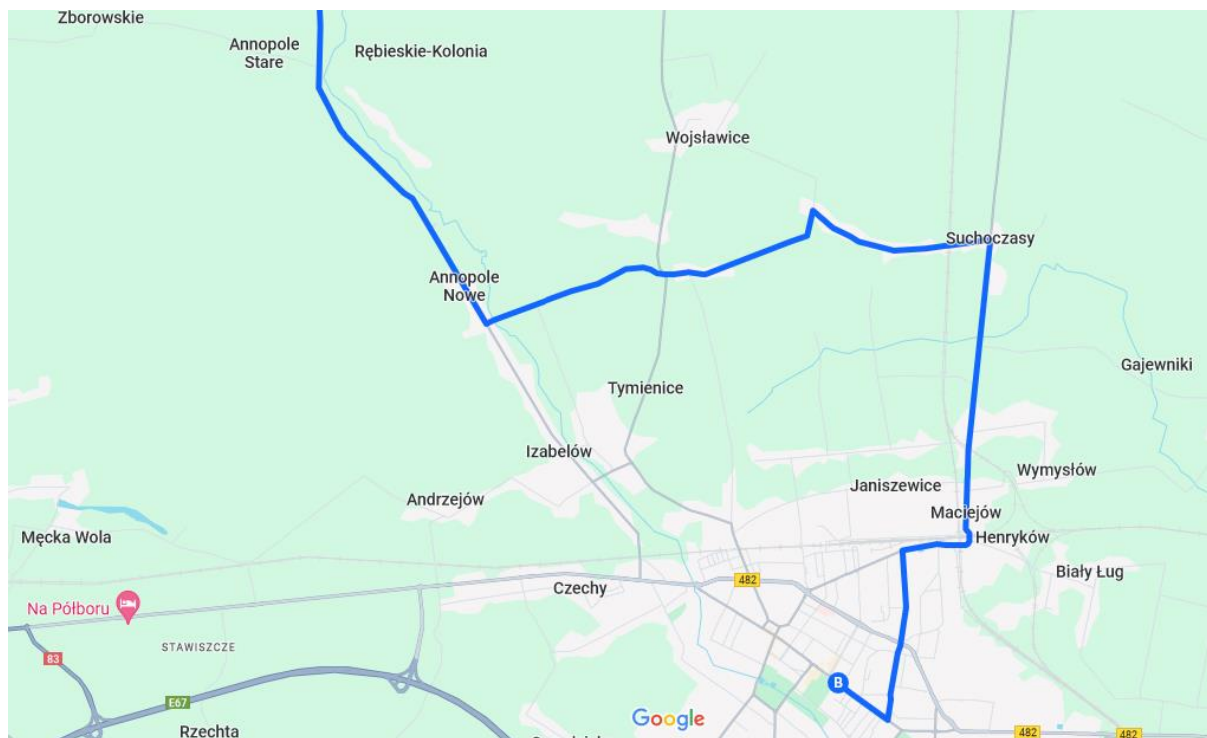 Zborowskie
Annopole
Stare
Rębieskie-Kolonia
Wojsławice
Suchoczasy
Annopole
Nowe
Gajewniki
Tymienice
Izabelów
Wymysłów
Janiszewice
Andrzejów
Maciejów
Męcka Wola
Henryków
Biały Ług
Czechy
482
Na Półboru
STAWISZCZE
83
B
E67
Google
Rzechta
482
482